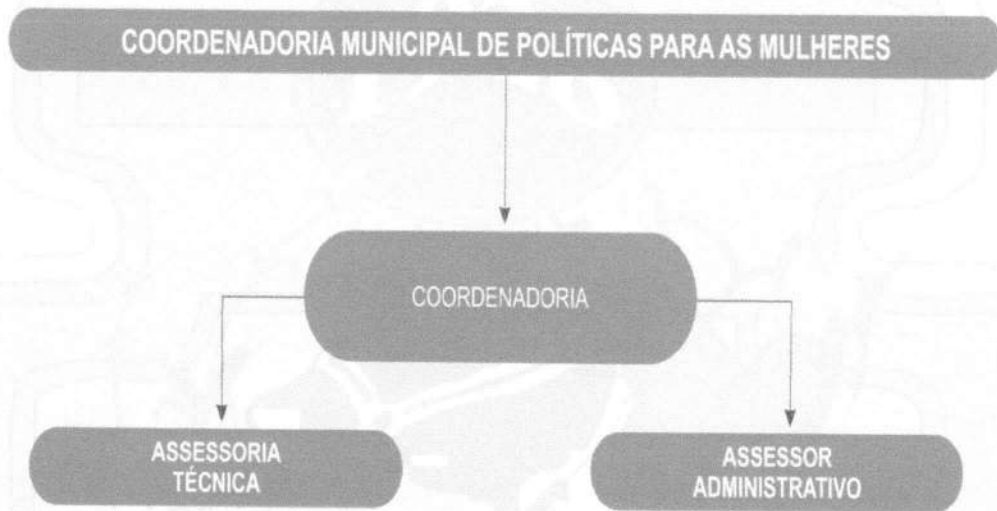 COORDENADORIA MUNICIPAL DE POLÍTICAS PARA AS MULHERES
COORDENADORIA
ASSESSORIA
TÉCNICA
ASSESSOR
ADMINISTRATIVO